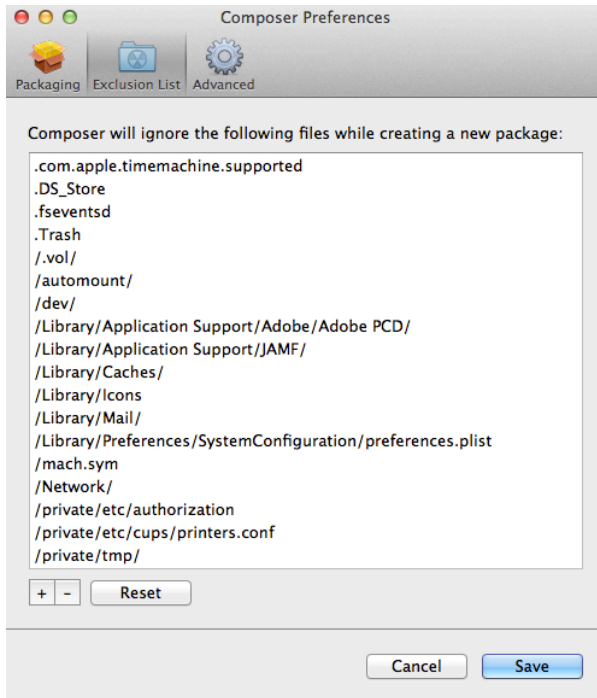 Composer Preferences
Packaging Exclusion List Advanced
Composer will ignore the following files while creating a new package:
.com.apple.timemachine.supported
.DS_Store
.fseventsd
.Trash
/.vol/
/automount/
/dev/
/Library/Application Support/Adobe/Adobe PCD/
/Library/Application Support/JAMF/
/Library/Caches/
/Library/Icons
/Library/Mail/
/Library/Preferences/SystemConfiguration/preferences.plist
/mach.sym
/Network/
/private/etc/authorization
/private/etc/cups/printers.conf
/private/tmp/
+ - Reset
Cancel Save